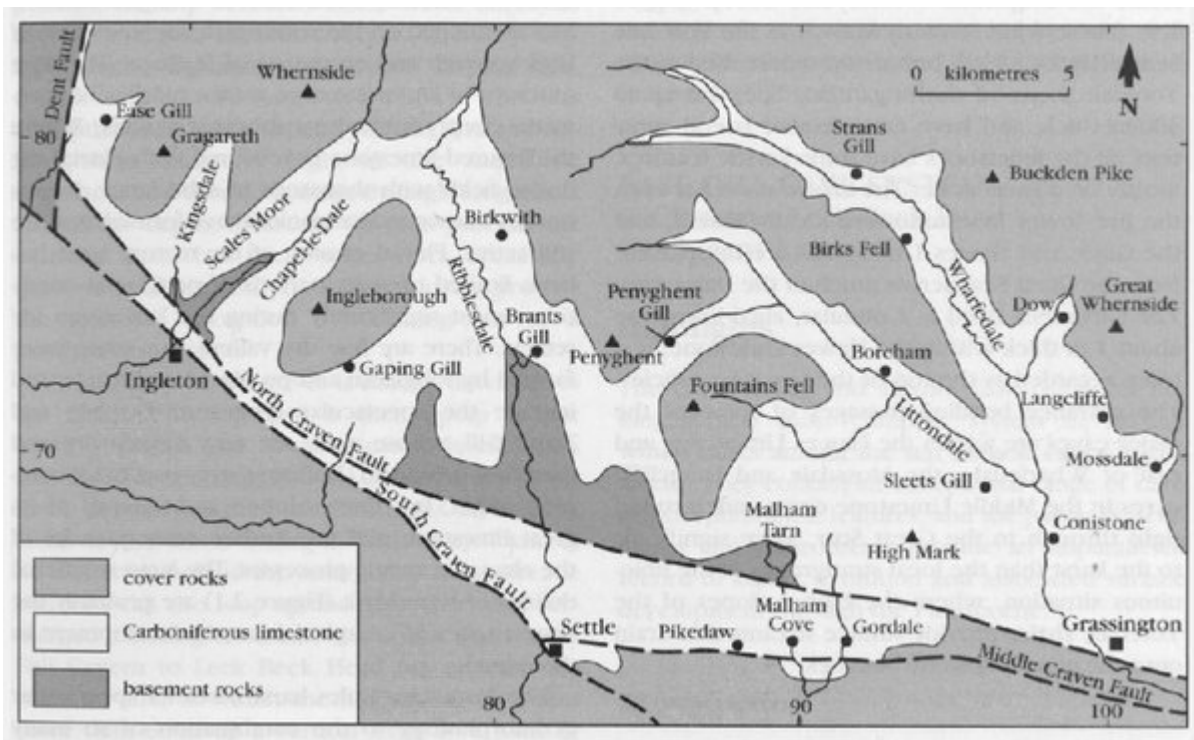 Dent Fault
Whernside
0 kilometres 5
N
Ease Gill
80
Gragareth
Kingsdale
Scales Moor
Chapel-le-Dale
Birkwith
Ribblesdale
Strans
Gill
Buckden Pike
Birks Fell
Wharfedale
Ingleborough
Penyghent
Gill
Brants
Gill
Penyghent
Dow
Great
Whernside
Boreham
Ingleton
Gaping Gill
Fountains Fell
Langcliffe
Littondale
North Craven Fault
70
Mossdale
Sleets Gill
South Craven Fault
Malham
Tarn
High Mark
Conistone
cover rocks
Carboniferous limestone
basement rocks
Settle
Pikedaw
Malham
Cove
Gordale
Grassington
Middle Craven Fault
80
90
100